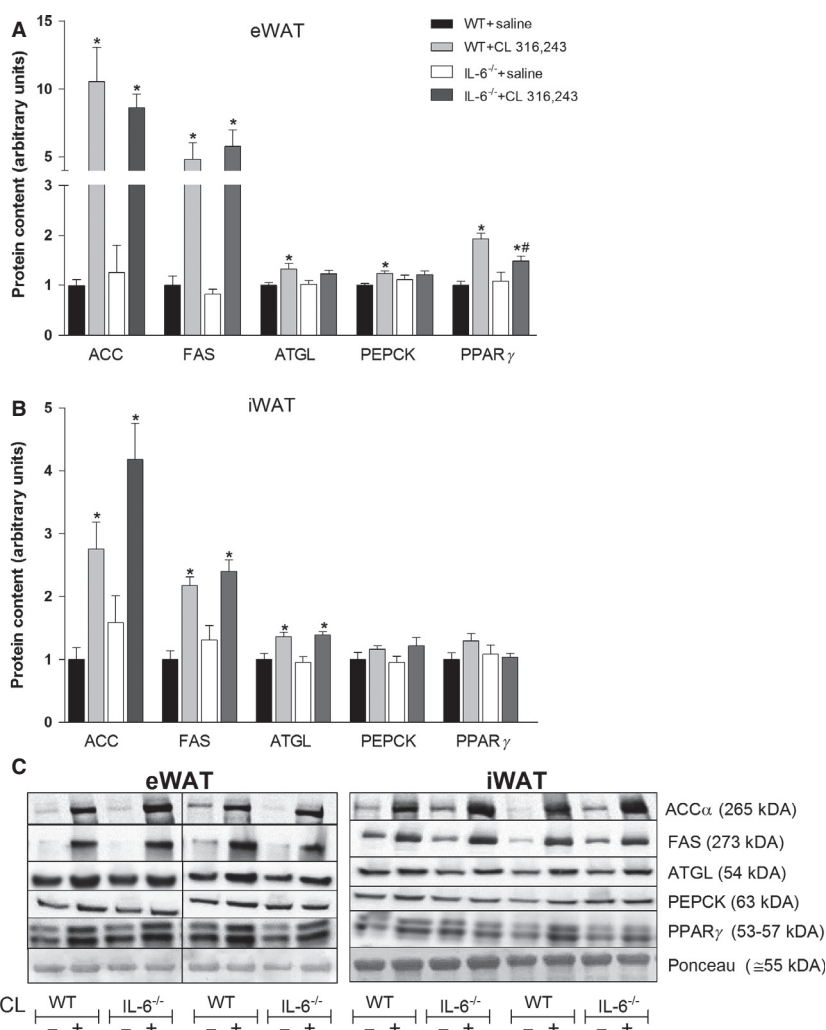 A
eWAT
WT+saline
WT+CL 316,243
IL-6-/-+saline
IL-6-/-+CL 316,243
Protein content (arbitrary units)
15
10
5
3
2
1
0
* * * * * * * *#
ACC FAS ATGL PEPCK PPARγ
B
iWAT
Protein content (arbitrary units)
5
4
3
2
1
0
* * * * * *
ACC FAS ATGL PEPCK PPARγ
C
eWAT iWAT
ACCα (265 kDA)
FAS (273 kDA)
ATGL (54 kDA)
PEPCK (63 kDA)
PPARγ (53-57 kDA)
Ponceau (≅55 kDA)
CL WT IL-6-/- WT IL-6-/- WT IL-6-/- WT IL-6-/-
– + – + – + – + – + – + – + – +